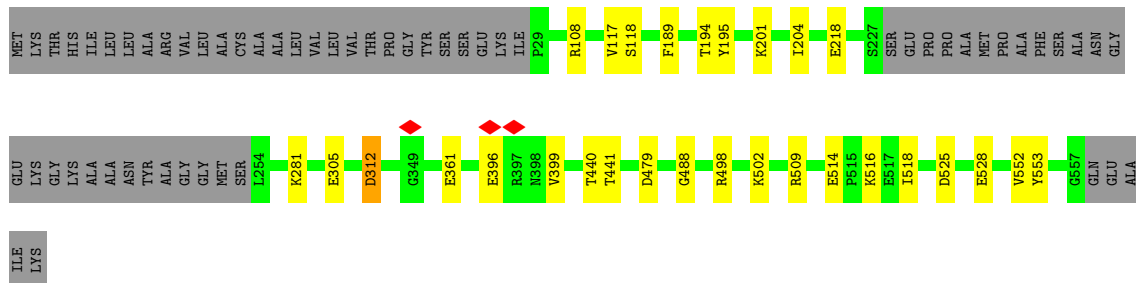 MET LYS THR HIS ILE LEU LEU ALA ARG VAL LEU ALA CYS ALA ALA LEU VAL LEU VAL THR PRO GLY TYR SER SER GLU LYS ILE P29 R108 V117 S118 F189 T194 Y195 K201 I204 E218 S227 SER GLU PRO PRO ALA MET PRO ALA PHE SER ALA ASN GLY
GLU LYS GLY LYS ALA ALA ASN TYR ALA GLY GLY MET SER L254 K281 E305 D312 G349 E361 E396 R397 N398 V399 T440 T441 D479 G488 R498 K502 R509 E514 P515 K516 E517 I518 D525 E528 V552 Y553 G557 GLN GLU ALA
ILE LYS